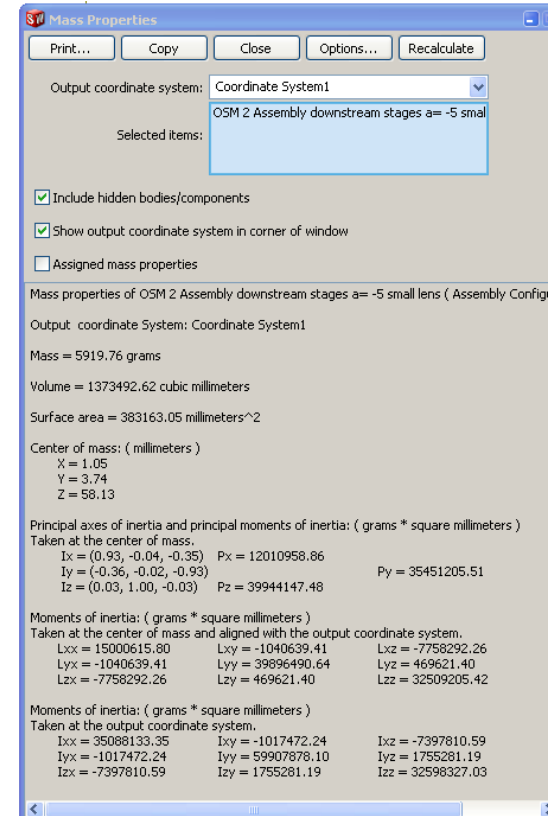 Mass Properties
Print... Copy Close Options... Recalculate
Output coordinate system: Coordinate System1
OSM 2 Assembly downstream stages a= -5 smal
Selected items:
Include hidden bodies/components
Show output coordinate system in corner of window
Assigned mass properties
Mass properties of OSM 2 Assembly downstream stages a= -5 small lens ( Assembly Configu
Output coordinate System: Coordinate System1
Mass = 5919.76 grams
Volume = 1373492.62 cubic millimeters
Surface area = 383163.05 millimeters^2
Center of mass: ( millimeters )
X = 1.05
Y = 3.74
Z = 58.13
Principal axes of inertia and principal moments of inertia: ( grams * square millimeters )
Taken at the center of mass.
Ix = (0.93, -0.04, -0.35) Px = 12010958.86
Iy = (-0.36, -0.02, -0.93) Py = 35451205.51
Iz = (0.03, 1.00, -0.03) Pz = 39944147.48
Moments of inertia: ( grams * square millimeters )
Taken at the center of mass and aligned with the output coordinate system.
Lxx = 15000615.80 Lxy = -1040639.41 Lxz = -7758292.26
Lyx = -1040639.41 Lyy = 39896490.64 Lyz = 469621.40
Lzx = -7758292.26 Lzy = 469621.40 Lzz = 32509205.42
Moments of inertia: ( grams * square millimeters )
Taken at the output coordinate system.
Ixx = 35088133.35 Ixy = -1017472.24 Ixz = -7397810.59
Iyx = -1017472.24 Iyy = 59907878.10 Iyz = 1755281.19
Izx = -7397810.59 Izy = 1755281.19 Izz = 32598327.03